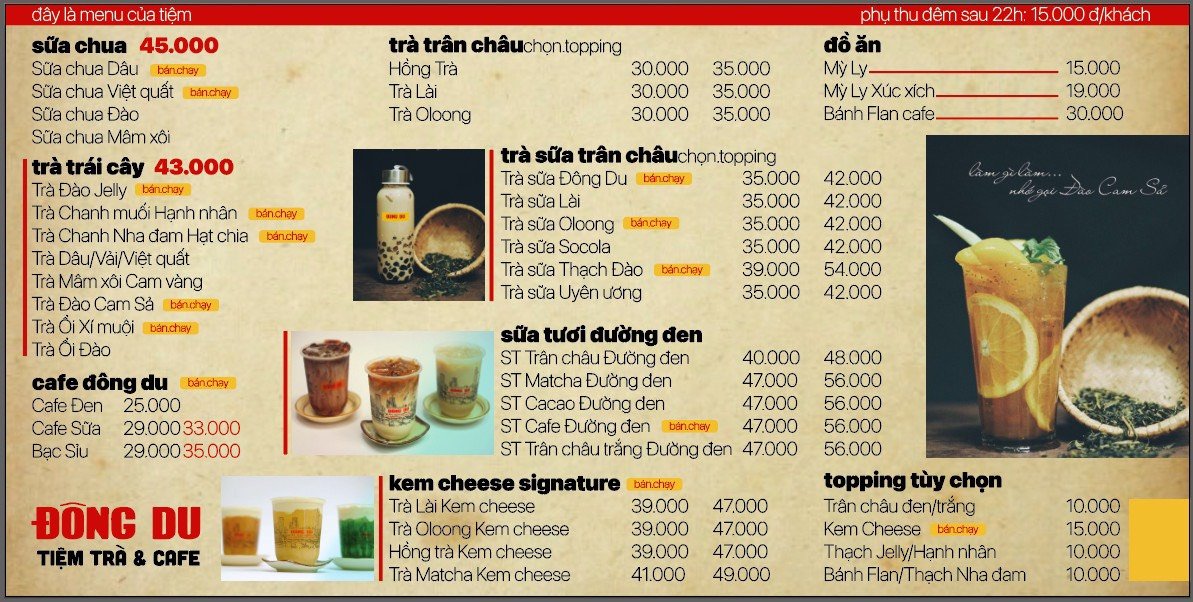 đây là menu của tiệm
phụ thu đêm sau 22h: 15.000 đ/khách
sữa chua 45.000
Sữa chua Dâu bán.chạy
Sữa chua Việt quất bán.chạy
Sữa chua Đào
Sữa chua Mâm xôi
trà trái cây 43.000
Trà Đào Jelly bán.chạy
Trà Chanh muối Hạnh nhân bán.chạy
Trà Chanh Nha đam Hạt chia bán.chạy
Trà Dâu/Vải/Việt quất
Trà Mâm xôi Cam vàng
Trà Đào Cam Sả bán.chạy
Trà Ổi Xí muội bán.chạy
Trà Ổi Đào
cafe đông du bán.chạy
Cafe Đen 25.000
Cafe Sữa 29.000 33.000
Bạc Sỉu 29.000 35.000
ĐÔNG DU
TIỆM TRÀ & CAFE
trà trân châu chọn.topping
Hồng Trà 30.000 35.000
Trà Lài 30.000 35.000
Trà Oloong 30.000 35.000
ĐÔNG DU
trà sữa trân châu chọn.topping
Trà sữa Đông Du bán.chạy 35.000 42.000
Trà sữa Lài 35.000 42.000
Trà sữa Oloong bán.chạy 35.000 42.000
Trà sữa Socola 35.000 42.000
Trà sữa Thạch Đào bán.chạy 39.000 54.000
Trà sữa Uyên ương 35.000 42.000
ĐÔNG DU
sữa tươi đường đen
ST Trân châu Đường đen 40.000 48.000
ST Matcha Đường đen 47.000 56.000
ST Cacao Đường đen 47.000 56.000
ST Cafe Đường đen bán.chạy 47.000 56.000
ST Trân châu trắng Đường đen 47.000 56.000
kem cheese signature bán.chạy
Trà Lài Kem cheese 39.000 47.000
Trà Oloong Kem cheese 39.000 47.000
Hồng trà Kem cheese 39.000 47.000
Trà Matcha Kem cheese 41.000 49.000
đồ ăn
Mỳ Ly 15.000
Mỳ Ly Xúc xích 19.000
Bánh Flan cafe 30.000
làm gì làm...
nhớ gọi Đào Cam Sả
topping tùy chọn
Trân châu đen/trắng 10.000
Kem Cheese bán.chạy 15.000
Thạch Jelly/Hạnh nhân 10.000
Bánh Flan/Thạch Nha đam 10.000